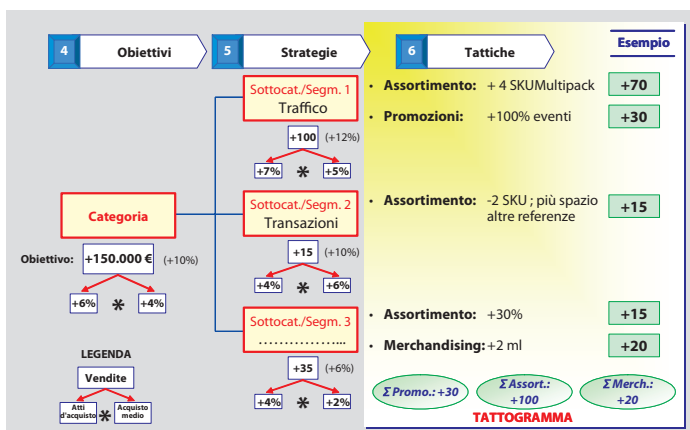 4 Obiettivi
5 Strategie
6 Tattiche
Esempio
Sottocat./Segm. 1
Traffico
+100 (+12%)
+7% * +5%
• Assortimento: + 4 SKUMultipack +70
• Promozioni: +100% eventi +30
Categoria
Obiettivo: +150.000 € (+10%)
+6% * +4%
Sottocat./Segm. 2
Transazioni
+15 (+10%)
+4% * +6%
• Assortimento: -2 SKU ; più spazio
altre referenze
+15
Sottocat./Segm. 3
……………...
+35 (+6%)
+4% * +2%
• Assortimento: +30% +15
• Merchandising: +2 ml +20
LEGENDA
Vendite
Atti
d'acquisto
*
Acquisto
medio
Σ Promo.: +30
Σ Assort.:
+100
Σ Merch.:
+20
TATTOGRAMMA